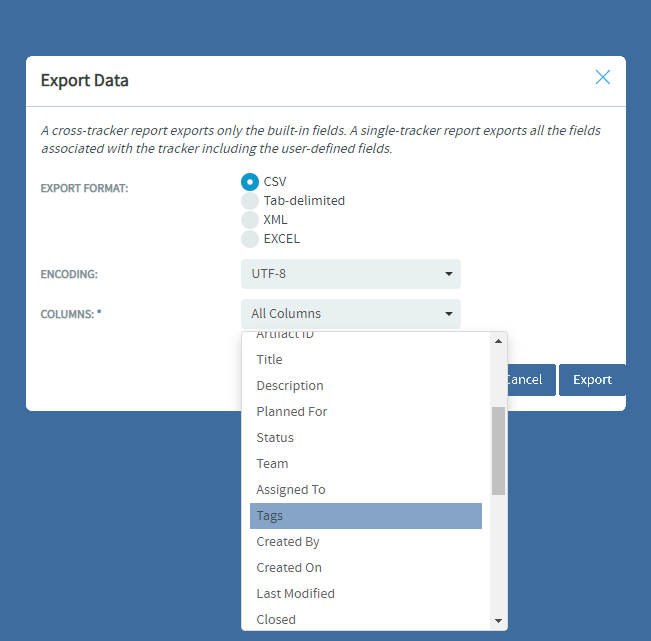 Export Data
A cross-tracker report exports only the built-in fields. A single-tracker report exports all the fields
associated with the tracker including the user-defined fields.
EXPORT FORMAT:
CSV
Tab-delimited
XML
EXCEL
ENCODING:
UTF-8
COLUMNS: *
All Columns
Artifact ID
Title
Description
Planned For
Status
Team
Assigned To
Tags
Created By
Created On
Last Modified
Closed
Cancel
Export